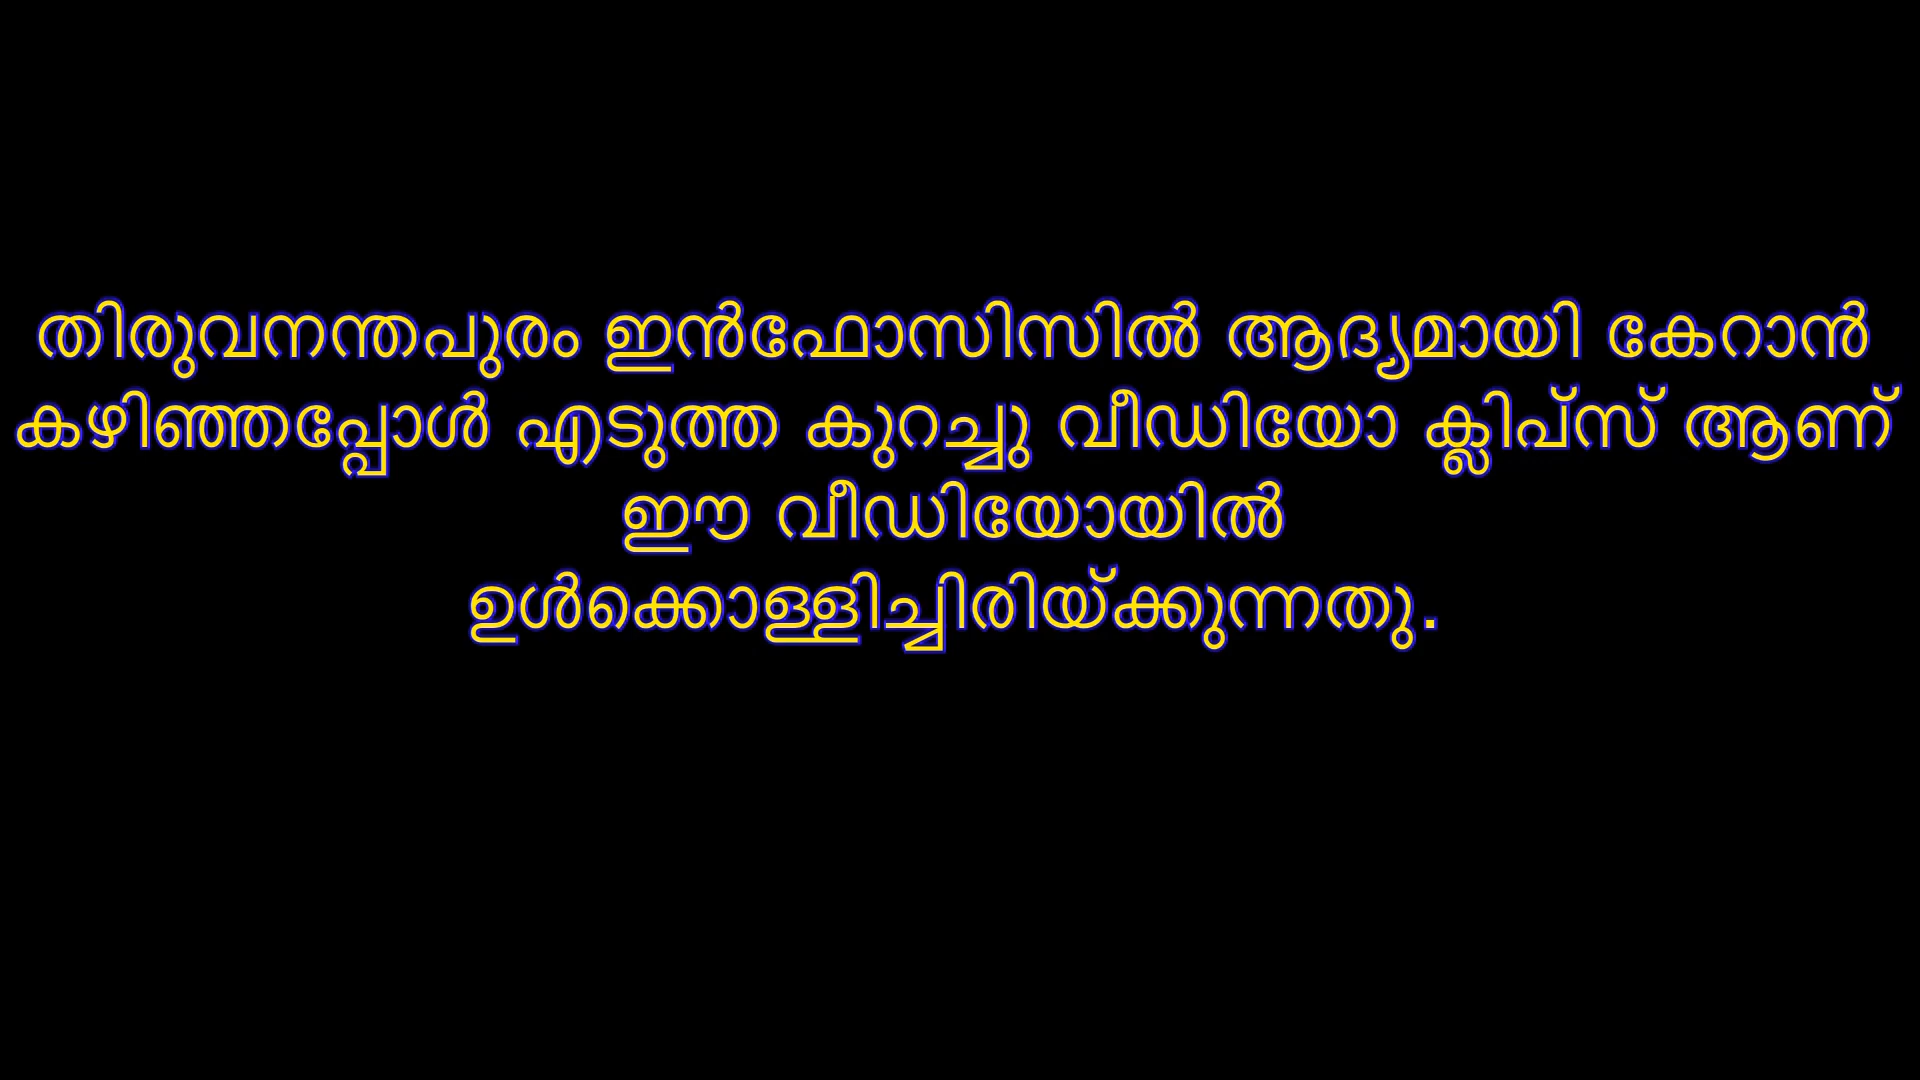 തിരുവനന്തപുരം ഇൻഫോസിസിൽ ആദ്യമായി കേറാൻ
കഴിഞ്ഞപ്പോൾ എടുത്ത കുറച്ചു വീഡിയോ ക്ലിപ്സ് ആണ്
ഈ വീഡിയോയിൽ
ഉൾക്കൊള്ളിച്ചിരിയ്ക്കുന്നതു.